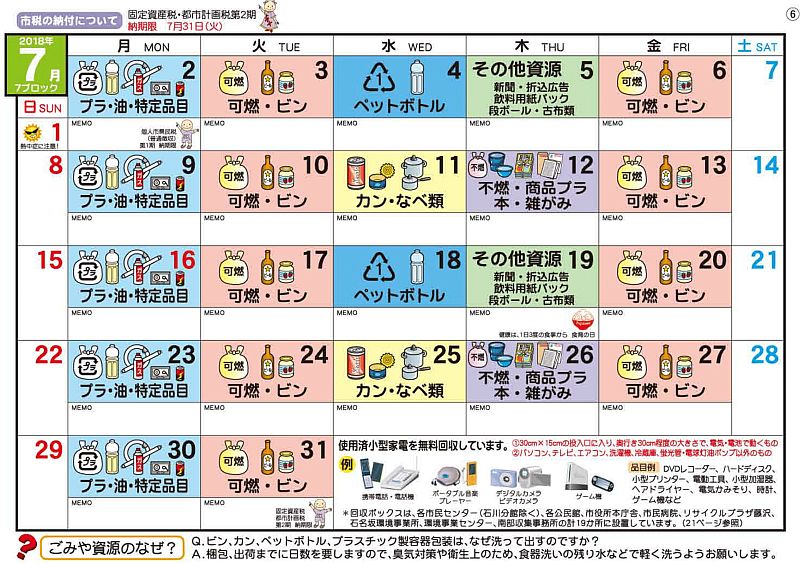 市税の納付について
固定資産税・都市計画税第2期
納期限 7月31日(火)
⑥
2018年
7月
7ブロック
日 SUN
月 MON
火 TUE
水 WED
木 THU
金 FRI
土 SAT
1
熱中症に注意!
プラ
2
プラ・油・特定品目
MEMO
個人市県民税
(普通徴収)
第1期 納期限
可燃
3
可燃・ビン
MEMO
1
4
ペットボトル
MEMO
その他資源 5
新聞・折込広告
飲料用紙パック
段ボール・古布類
MEMO
可燃
6
可燃・ビン
MEMO
7
8
プラ
9
プラ・油・特定品目
MEMO
可燃
10
可燃・ビン
MEMO
11
カン・なべ類
MEMO
不燃
12
不燃・商品プラ
本・雑がみ
MEMO
可燃
13
可燃・ビン
MEMO
14
15
プラ
16
プラ・油・特定品目
MEMO
可燃
17
可燃・ビン
MEMO
1
18
ペットボトル
MEMO
その他資源 19
新聞・折込広告
飲料用紙パック
段ボール・古布類
MEMO
健康は、1日3度の食事から 食育の日
可燃
20
可燃・ビン
MEMO
21
22
プラ
23
プラ・油・特定品目
MEMO
可燃
24
可燃・ビン
MEMO
25
カン・なべ類
MEMO
不燃
26
不燃・商品プラ
本・雑がみ
MEMO
可燃
27
可燃・ビン
MEMO
28
29
プラ
30
プラ・油・特定品目
MEMO
可燃
31
可燃・ビン
MEMO
固定資産税
都市計画税
第2期 納期限
使用済小型家電を無料回収しています。
①30cm×15cmの投入口に入り、奥行き30cm程度の大きさで、電気・電池で動くもの
②パソコン、テレビ、エアコン、洗濯機、冷蔵庫、蛍光管・電球灯油ポンプ以外のもの
例
携帯電話・電話機
ポータブル音楽
プレーヤー
デジタルカメラ
ビデオカメラ
ゲーム機
品目例 DVDレコーダー、ハードディスク、
小型プリンター、電動工具、小型加湿器、
ヘアドライヤー、電気かみそり、時計、
ゲーム機など
*回収ボックスは、各市民センター(石川分館除く)、各公民館、市役所本庁舎、市民病院、リサイクルプラザ藤沢、
石名坂環境事業所、環境事業センター、南部収集事務所の計19カ所に設置しています。(21ページ参照)
?
ごみや資源のなぜ?
Q.ビン、カン、ペットボトル、プラスチック製容器包装は、なぜ洗って出すのですか?
A.梱包、出荷までに日数を要しますので、臭気対策や衛生上のため、食器洗いの残り水などで軽く洗うようお願いします。